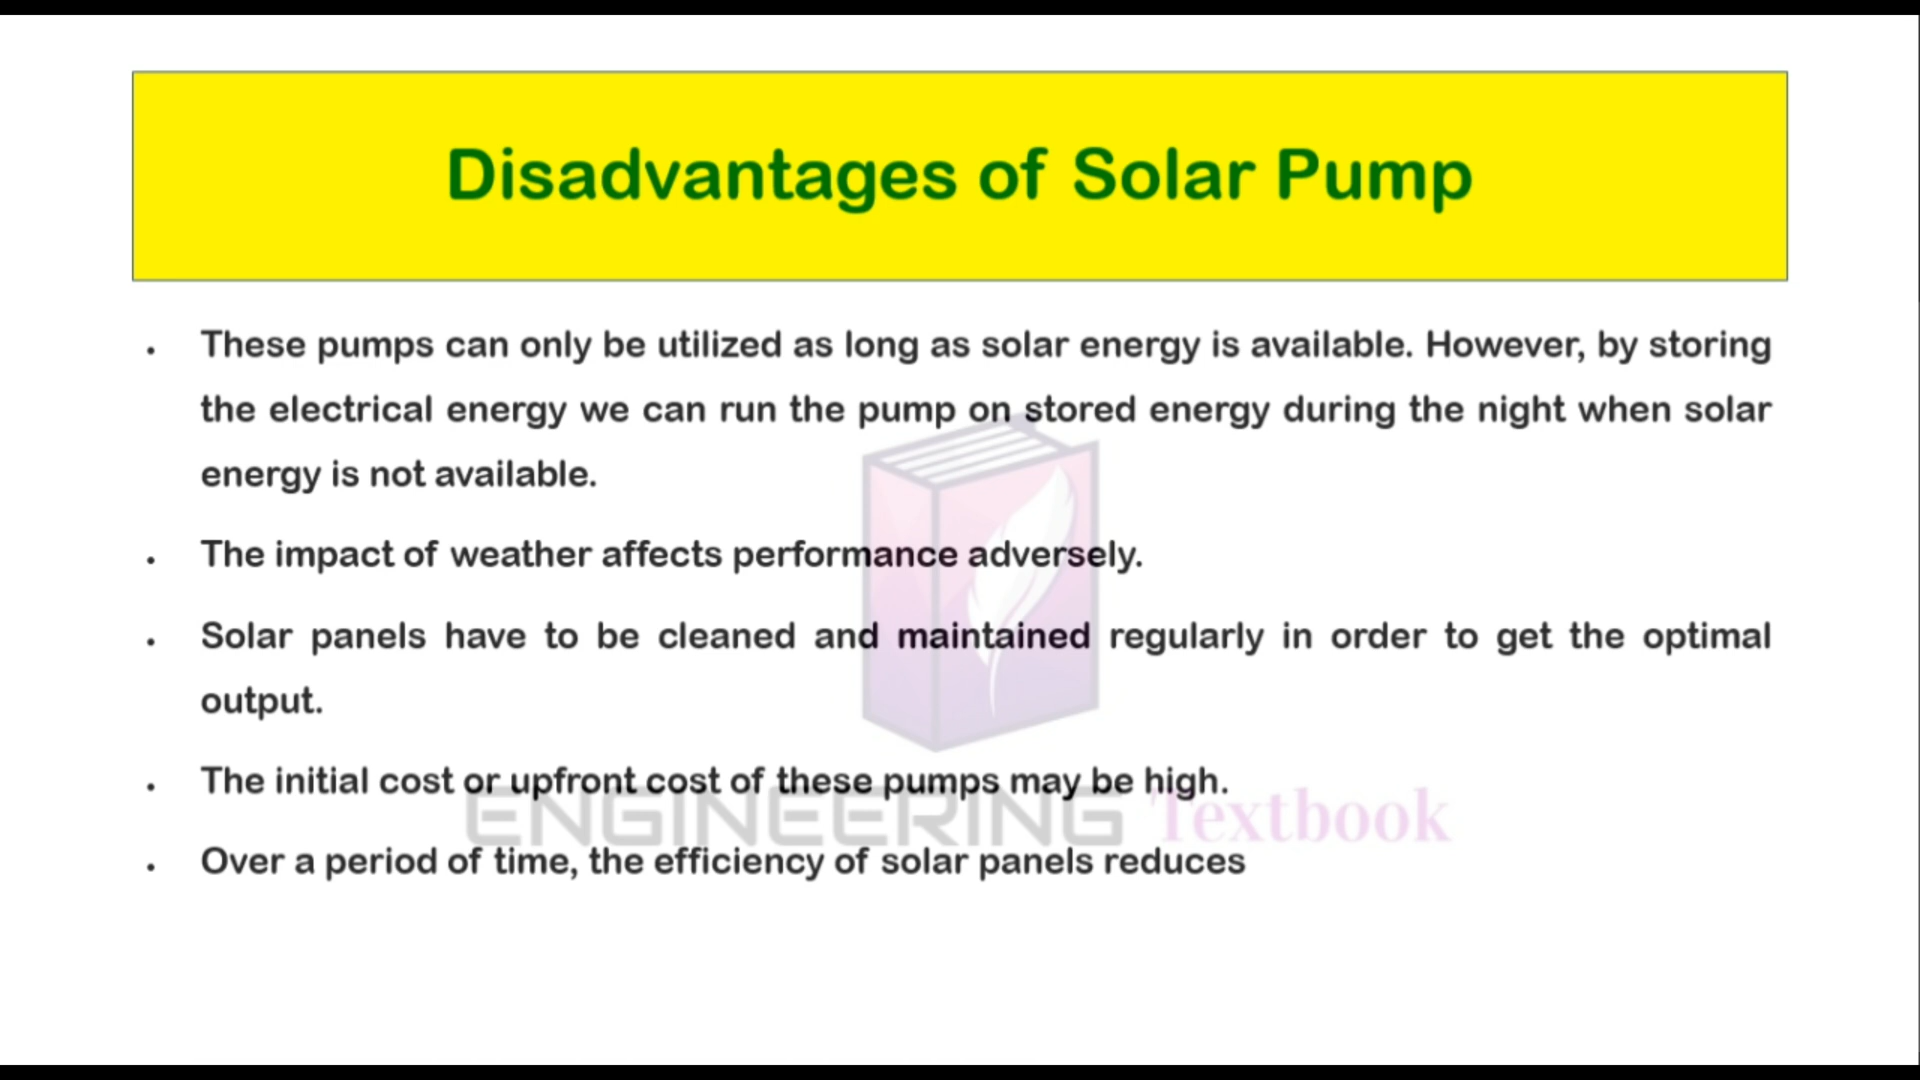 Disadvantages of Solar Pump
• These pumps can only be utilized as long as solar energy is available. However, by storing
the electrical energy we can run the pump on stored energy during the night when solar
energy is not available.
• The impact of weather affects performance adversely.
• Solar panels have to be cleaned and maintained regularly in order to get the optimal
output.
• The initial cost or upfront cost of these pumps may be high.
ENGINEERING Textbook
• Over a period of time, the efficiency of solar panels reduces